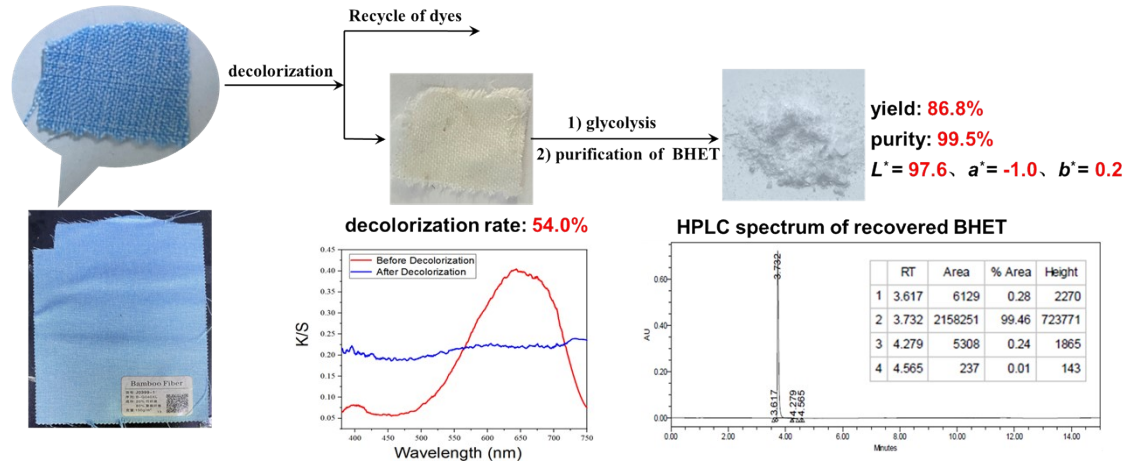 Recycle of dyes
decolorization
1) glycolysis
2) purification of BHET
yield: 86.8%
purity: 99.5%
L* = 97.6、a* = -1.0、b* = 0.2
Bamboo Fiber
decolorization rate: 54.0%
0.45
0.40
0.35
0.30
0.25
0.20
0.15
0.10
0.05
K/S
Before Decolorization
After Decolorization
400 450 500 550 600 650 700 750
Wavelength (nm)
HPLC spectrum of recovered BHET
0.60
0.40
0.20
0.00
AU
3.732
3.617
4.279
4.565
0.00 2.00 4.00 6.00 8.00 10.00 12.00 14.00
Minutes
RT Area % Area Height
1 3.617 6129 0.28 2270
2 3.732 2158251 99.46 723771
3 4.279 5308 0.24 1865
4 4.565 237 0.01 143